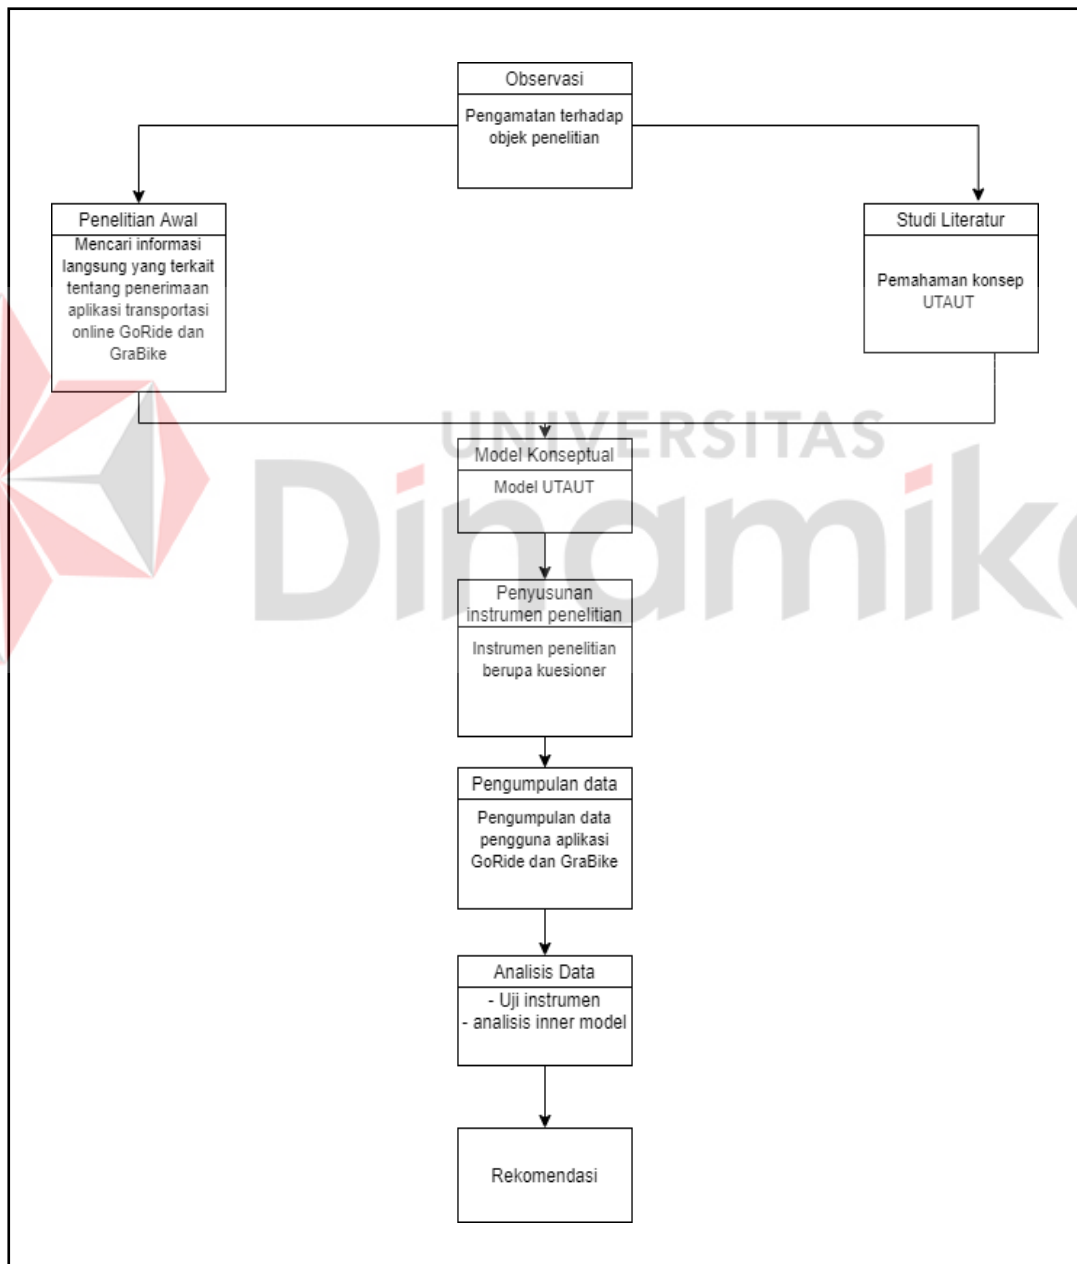 Observasi
Pengamatan terhadap
objek penelitian
Penelitian Awal
Mencari informasi
langsung yang terkait
tentang penerimaan
aplikasi transportasi
online GoRide dan
GraBike
Studi Literatur
Pemahaman konsep
UTAUT
UNIVERSITAS
Dinamika
Model Konseptual
Model UTAUT
Penyusunan
instrumen penelitian
Instrumen penelitian
berupa kuesioner
Pengumpulan data
Pengumpulan data
pengguna aplikasi
GoRide dan GraBike
Analisis Data
- Uji instrumen
- analisis inner model
Rekomendasi